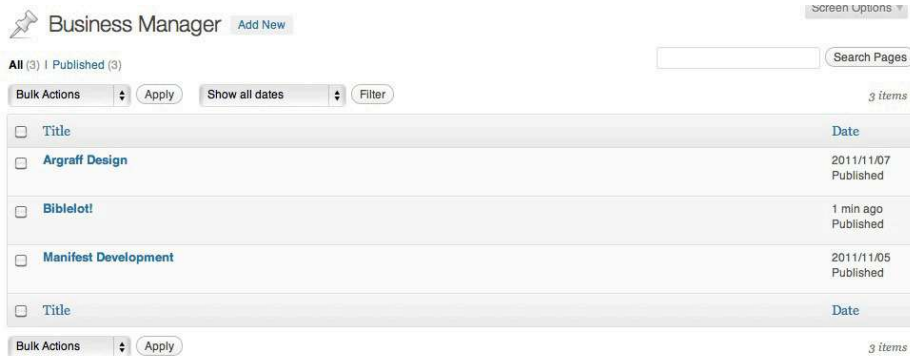 Screen Options
Business Manager Add New
All (3) | Published (3)
Search Pages
Bulk Actions Apply Show all dates Filter 3 items
Title Date
Argraff Design 2011/11/07
Published
Biblelot! 1 min ago
Published
Manifest Development 2011/11/05
Published
Title Date
Bulk Actions Apply 3 items